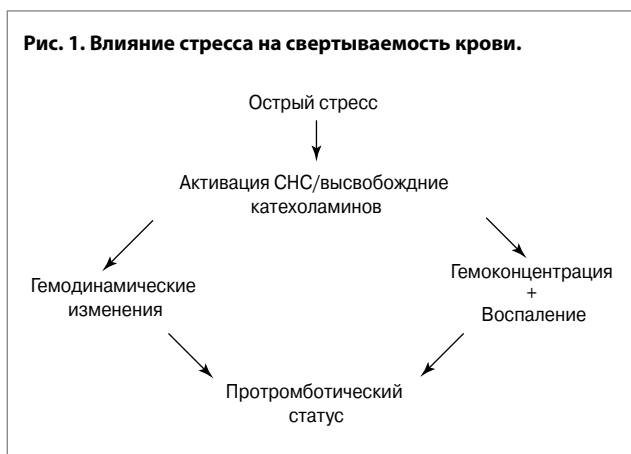 Рис. 1. Влияние стресса на свертываемость крови.
Острый стресс
Активация СНС/высвобождние
катехоламинов
Гемодинамические
изменения
Гемоконцентрация
+
Воспаление
Протромботический
статус